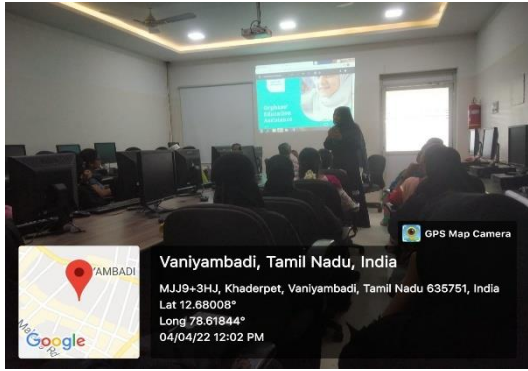 GPS Map Camera
'AMBADI
Vaniyambadi, Tamil Nadu, India
MJJ9+3HJ, Khaderpet, Vaniyambadi, Tamil Nadu 635751, India
Lat 12.68008°
Long 78.61844°
04/04/22 12:02 PM
Google